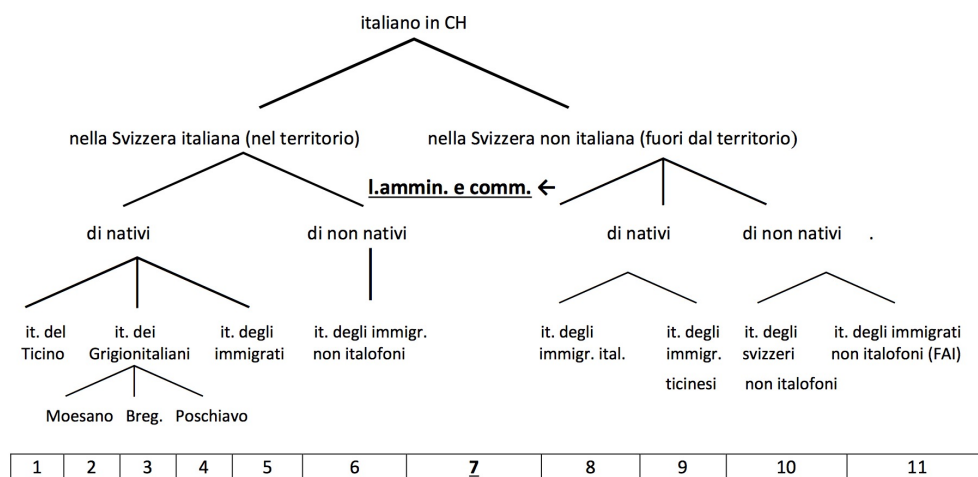 italiano in CH
nella Svizzera italiana (nel territorio) nella Svizzera non italiana (fuori dal territorio)
l.ammin. e comm. ←
di nativi di non nativi di nativi di non nativi .
it. del it. dei it. degli it. degli immigr. it. degli it. degli it. degli it. degli immigrati
Ticino Grigionitaliani immigrati non italofoni immigr. ital. immigr. svizzeri non italofoni (FAI)
ticinesi non italofoni
Moesano Breg. Poschiavo
1 2 3 4 5 6 7 8 9 10 11